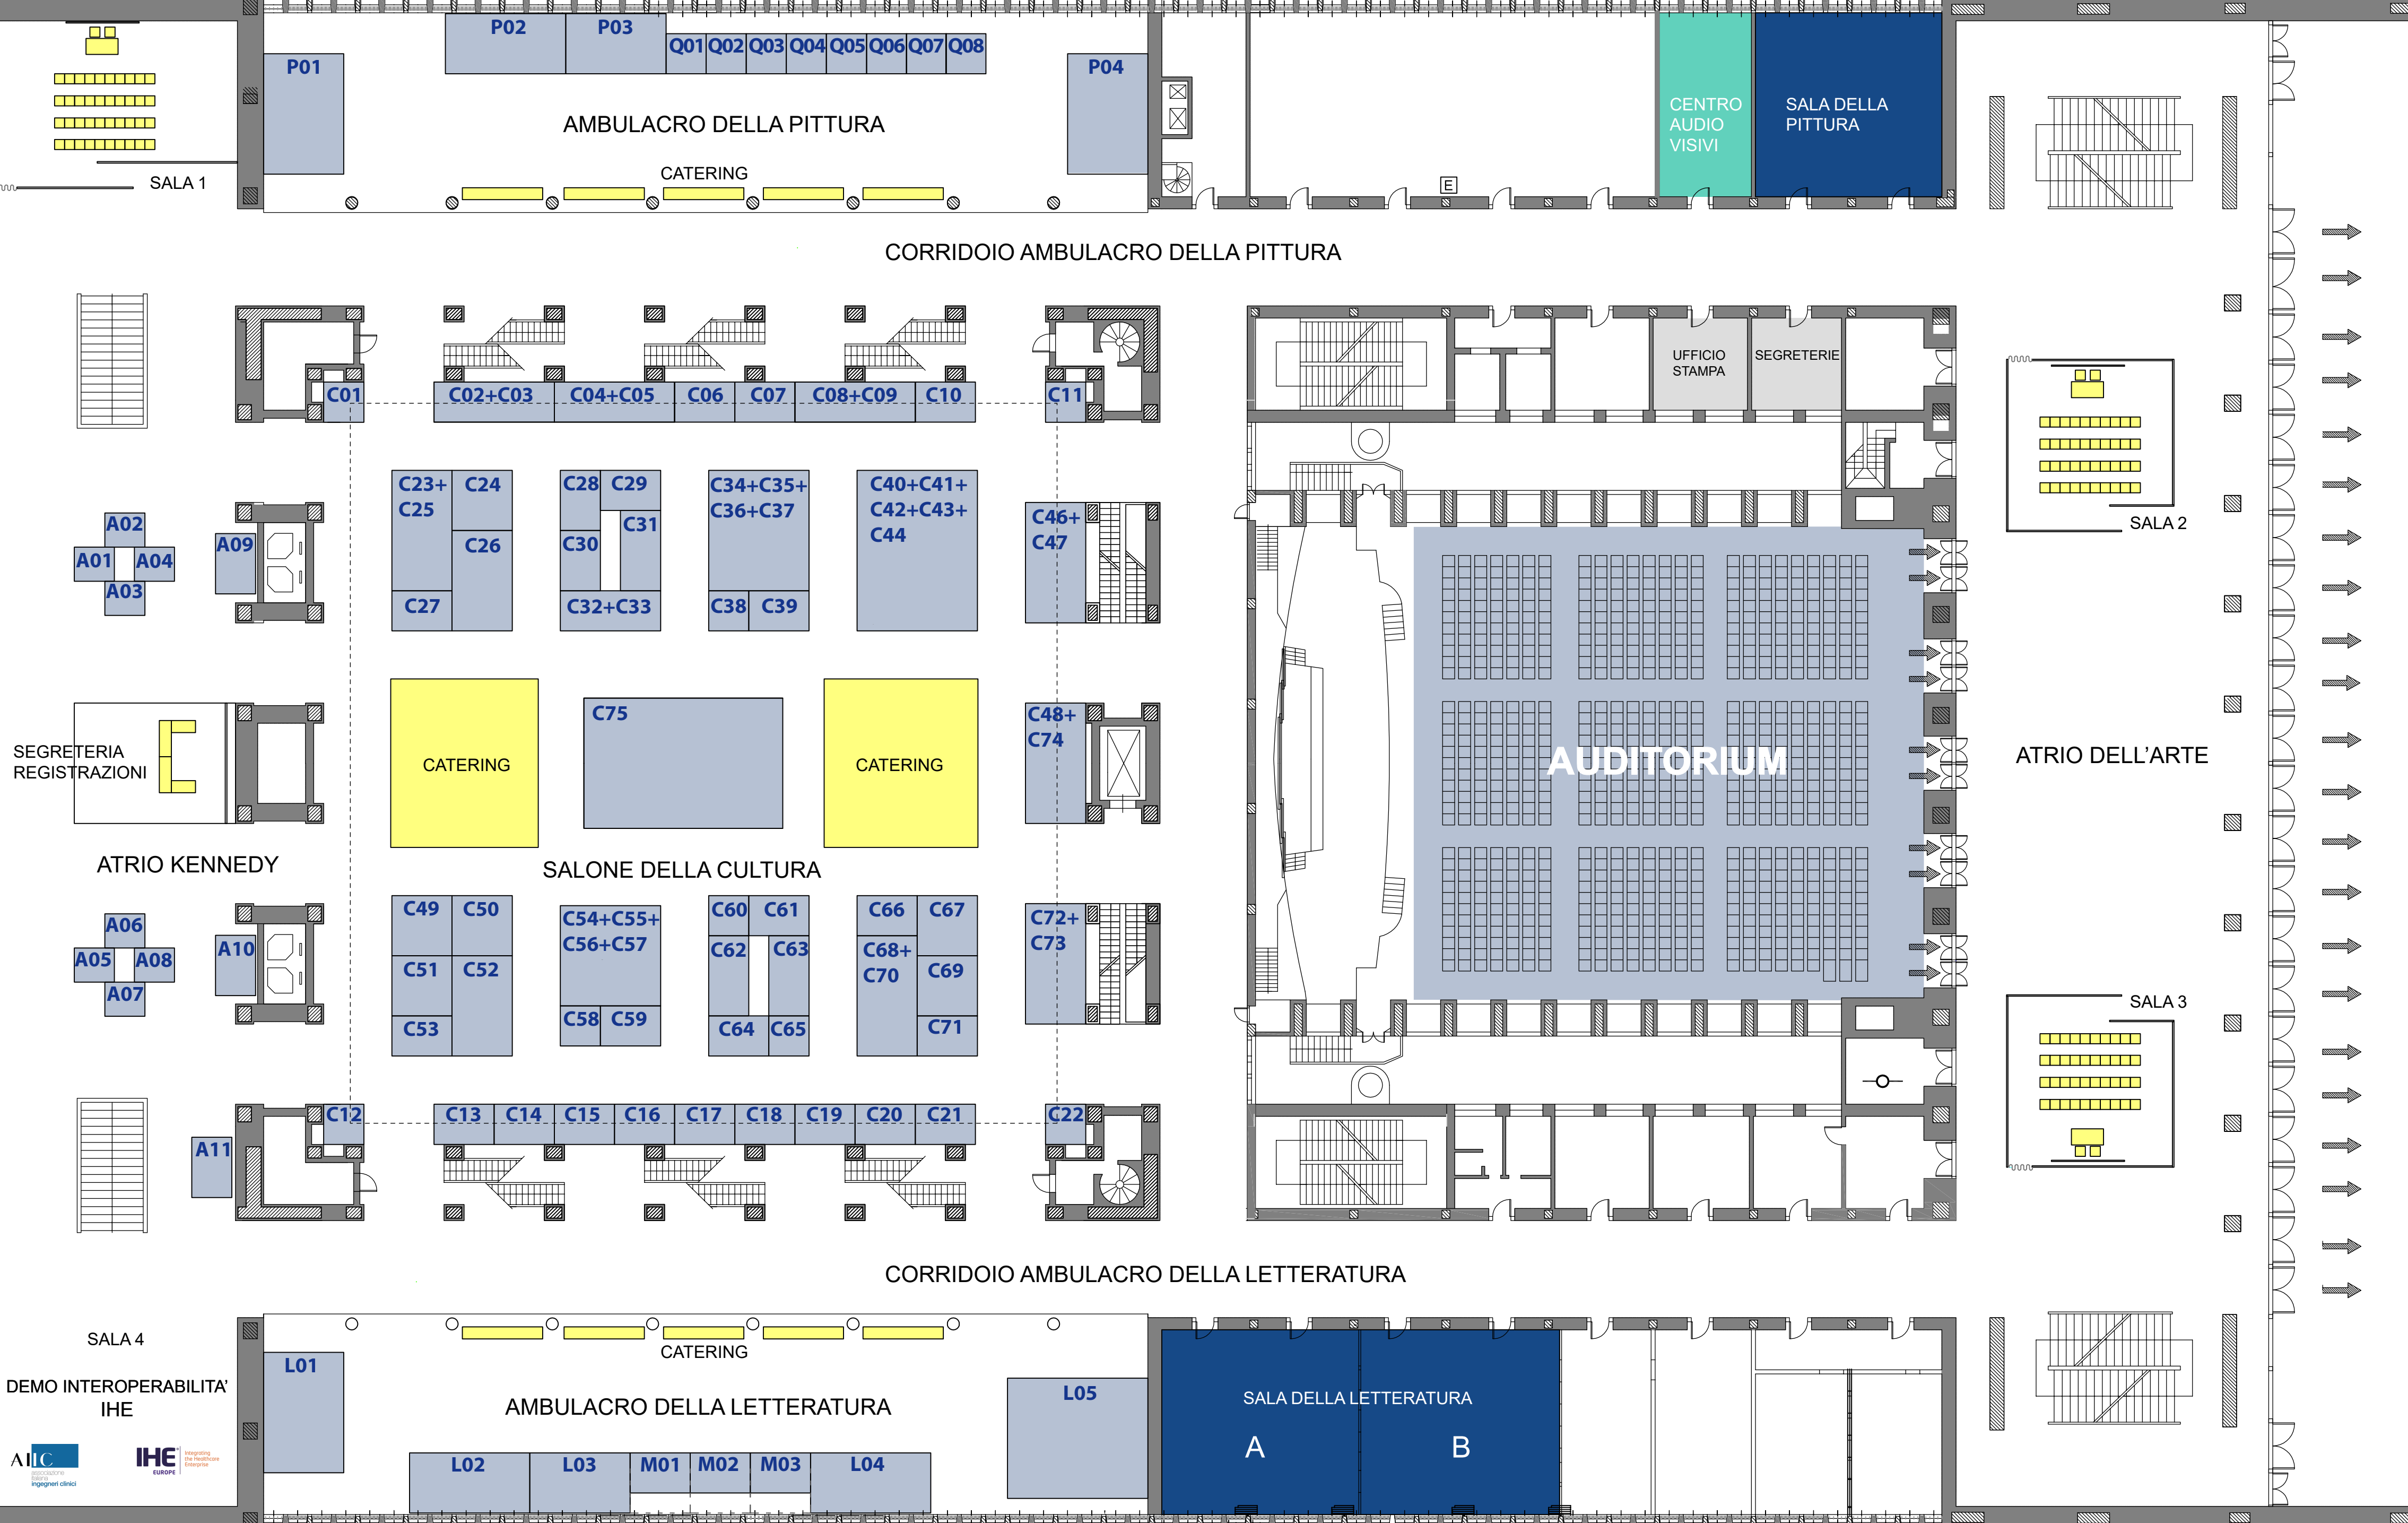 P01
P02
P03
Q01
Q02
Q03
Q04
Q05
Q06
Q07
Q08
P04
AMBULACRO DELLA PITTURA
CATERING
SALA 1
CENTRO
AUDIO
VISIVI
SALA DELLA
PITTURA
E
CORRIDOIO AMBULACRO DELLA PITTURA
C01
C02+C03
C04+C05
C06
C07
C08+C09
C10
C11
UFFICIO
STAMPA
SEGRETERIE
A02
A01
A04
A03
A09
C23+
C25
C24
C26
C27
C28
C29
C31
C30
C32+C33
C34+C35+
C36+C37
C38
C39
C40+C41+
C42+C43+
C44
C46+
C47
SALA 2
SEGRETERIA
REGISTRAZIONI
CATERING
C75
CATERING
C48+
C74
AUDITORIUM
ATRIO DELL'ARTE
ATRIO KENNEDY
SALONE DELLA CULTURA
A06
A05
A08
A07
A10
C49
C50
C51
C52
C53
C54+C55+
C56+C57
C58
C59
C60
C61
C62
C63
C64
C65
C66
C67
C68+
C70
C69
C71
C72+
C73
SALA 3
A11
C12
C13
C14
C15
C16
C17
C18
C19
C20
C21
C22
CORRIDOIO AMBULACRO DELLA LETTERATURA
SALA 4
DEMO INTEROPERABILITA'
IHE
AIIC
associazione
italiana
ingegneri clinici
IHE
EUROPE
Integrating
the Healthcare
Enterprise
CATERING
L01
AMBULACRO DELLA LETTERATURA
L02
L03
M01
M02
M03
L04
L05
SALA DELLA LETTERATURA
A
B